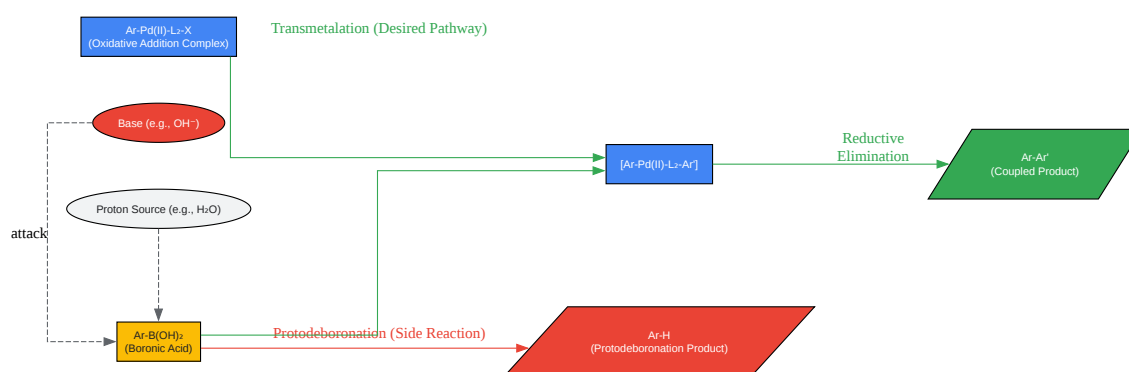 Ar-Pd(II)-L₂-X
(Oxidative Addition Complex)
Transmetalation (Desired Pathway)
Base (e.g., OH⁻)
Reductive
Elimination
[Ar-Pd(II)-L₂-Ar']
Ar-Ar'
(Coupled Product)
Proton Source (e.g., H₂O)
attack
Ar-B(OH)₂
(Boronic Acid)
Protodeboronation (Side Reaction)
Ar-H
(Protodeboronation Product)